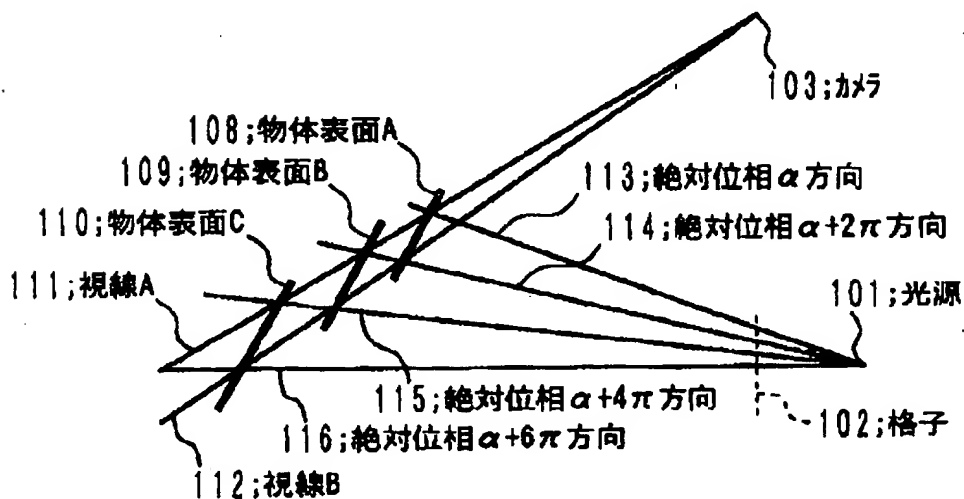 103;カメラ
108;物体表面A
109;物体表面B
113;絶対位相α方向
110;物体表面C
114;絶対位相α+2π方向
111;視線A
101;光源
115;絶対位相α+4π方向
102;格子
116;絶対位相α+6π方向
112;視線B